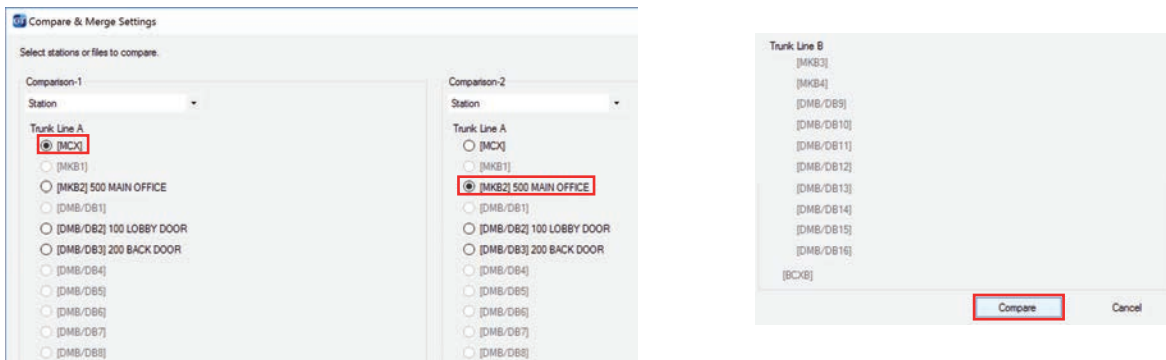 Compare & Merge Settings
Select stations or files to compare.
Comparison-1
Station
Trunk Line A
[MCX]
[MKB1]
[MKB2] 500 MAIN OFFICE
[DMB/DB1]
[DMB/DB2] 100 LOBBY DOOR
[DMB/DB3] 200 BACK DOOR
[DMB/DB4]
[DMB/DB5]
[DMB/DB6]
[DMB/DB7]
[DMB/DB8]
Comparison-2
Station
Trunk Line A
[MCX]
[MKB1]
[MKB2] 500 MAIN OFFICE
[DMB/DB1]
[DMB/DB2] 100 LOBBY DOOR
[DMB/DB3] 200 BACK DOOR
[DMB/DB4]
[DMB/DB5]
[DMB/DB6]
[DMB/DB7]
[DMB/DB8]
Trunk Line B
[MKB3]
[MKB4]
[DMB/DB9]
[DMB/DB10]
[DMB/DB11]
[DMB/DB12]
[DMB/DB13]
[DMB/DB14]
[DMB/DB15]
[DMB/DB16]
[BCXB]
Compare
Cancel